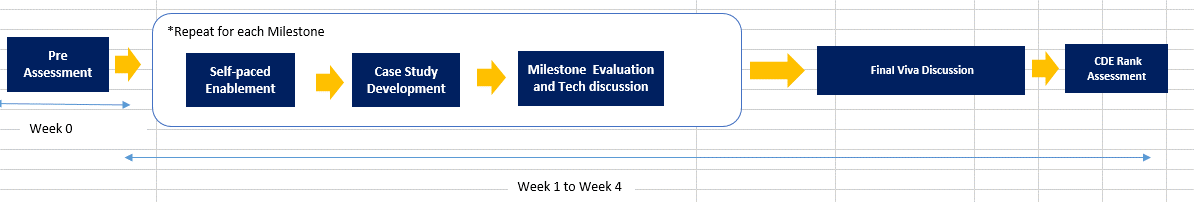 *Repeat for each Milestone
Pre
Assessment
Self-paced
Enablement
Case Study
Development
Milestone Evaluation
and Tech discussion
Final Viva Discussion
CDE Rank
Assessment
Week 0
Week 1 to Week 4